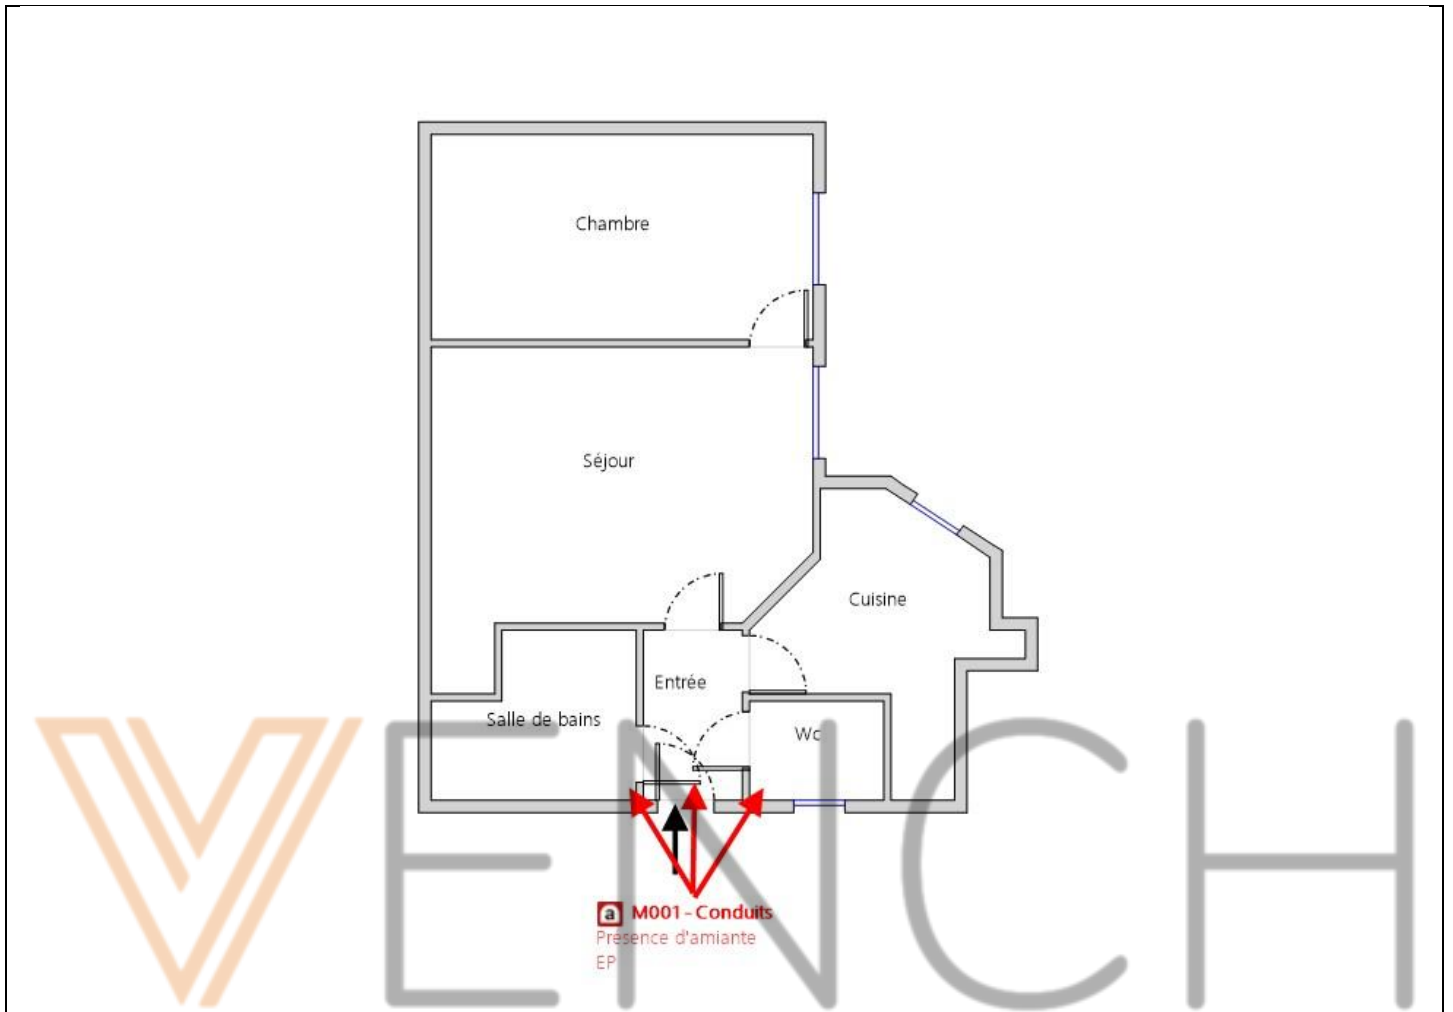 Chambre
Séjour
Cuisine
Entrée
Salle de bains
Wc
a M001 - Conduits
Présence d'amiante
EP
VENCH